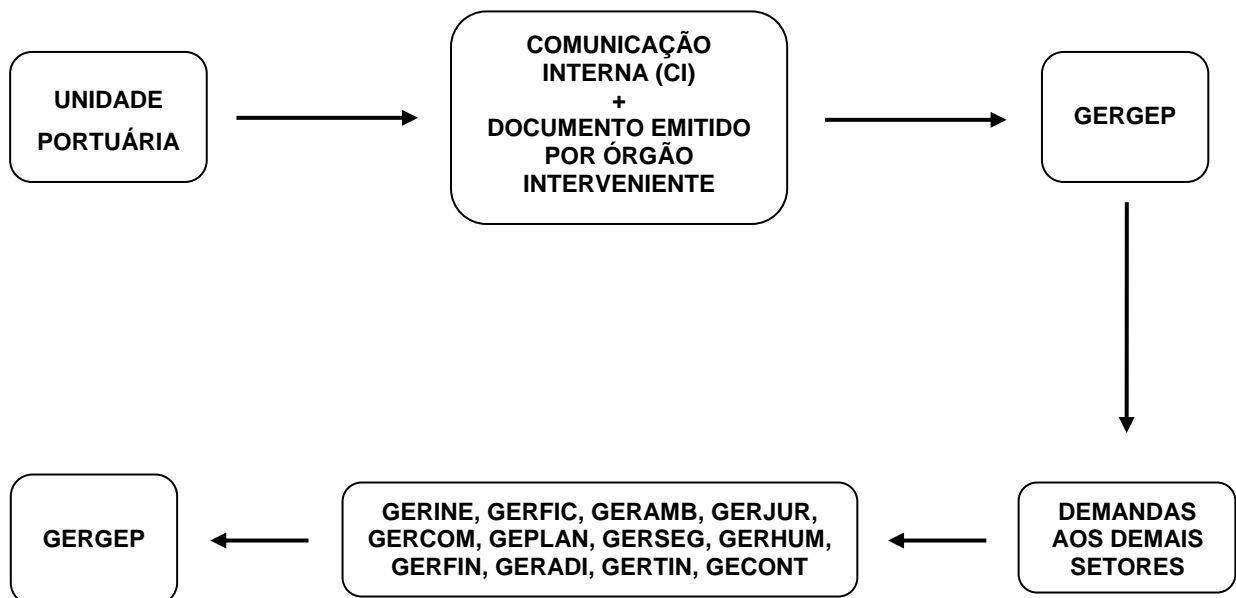 UNIDADE
PORTUÁRIA
COMUNICAÇÃO
INTERNA (CI)
+
DOCUMENTO EMITIDO
POR ÓRGÃO
INTERVENIENTE
GERGEP
DEMANDAS
AOS DEMAIS
SETORES
GERINE, GERFIC, GERAMB, GERJUR,
GERCOM, GEPLAN, GERSEG, GERHUM,
GERFIN, GERADI, GERTIN, GECONT
GERGEP